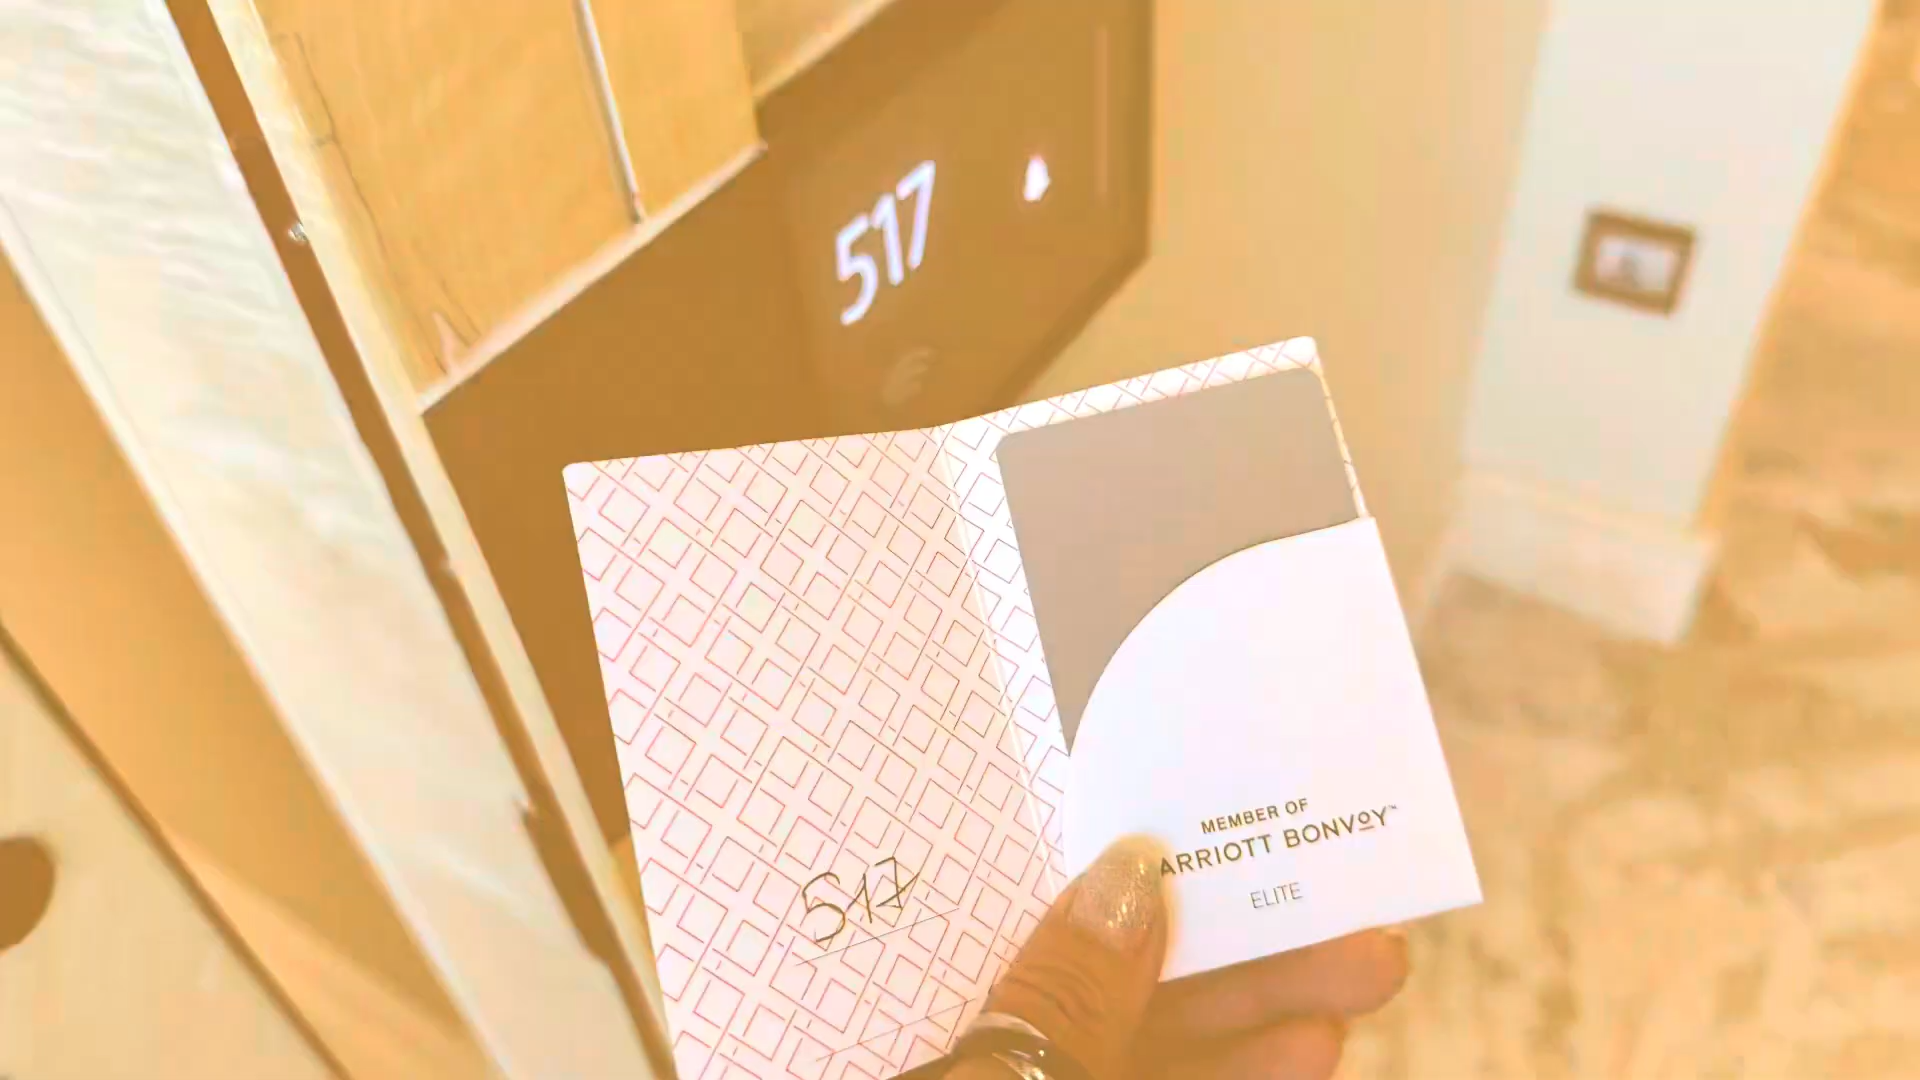 517
517
MEMBER OF
ARRIOTT BONVOY™
ELITE